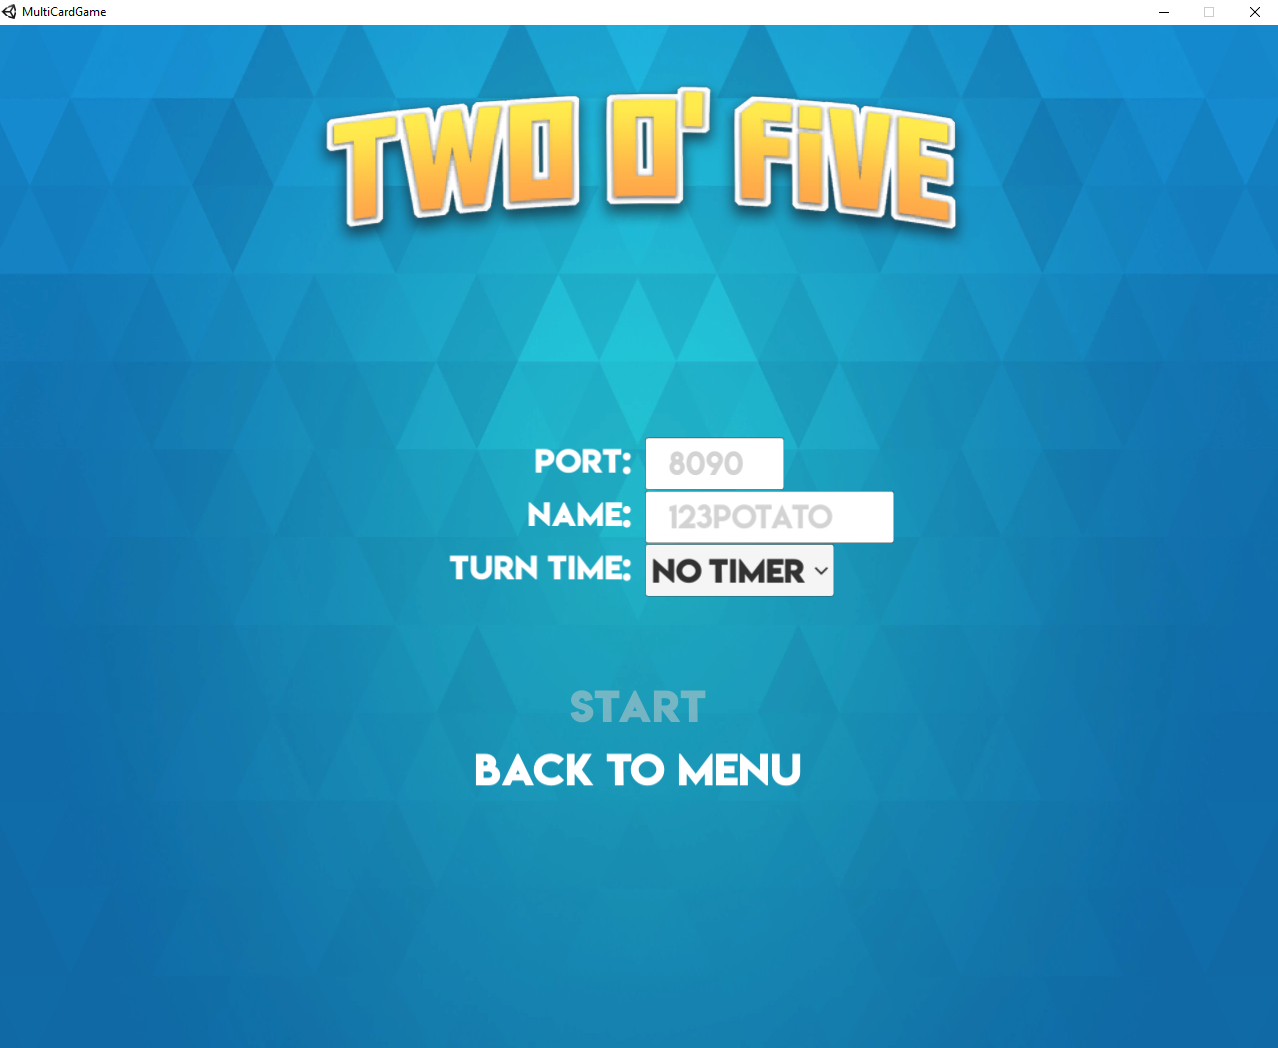 MultiCardGame
TWO O' FiVE
PORT: 8090
NAME: 123POTATO
TURN TIME: NO TIMER
START
BACK TO MENU